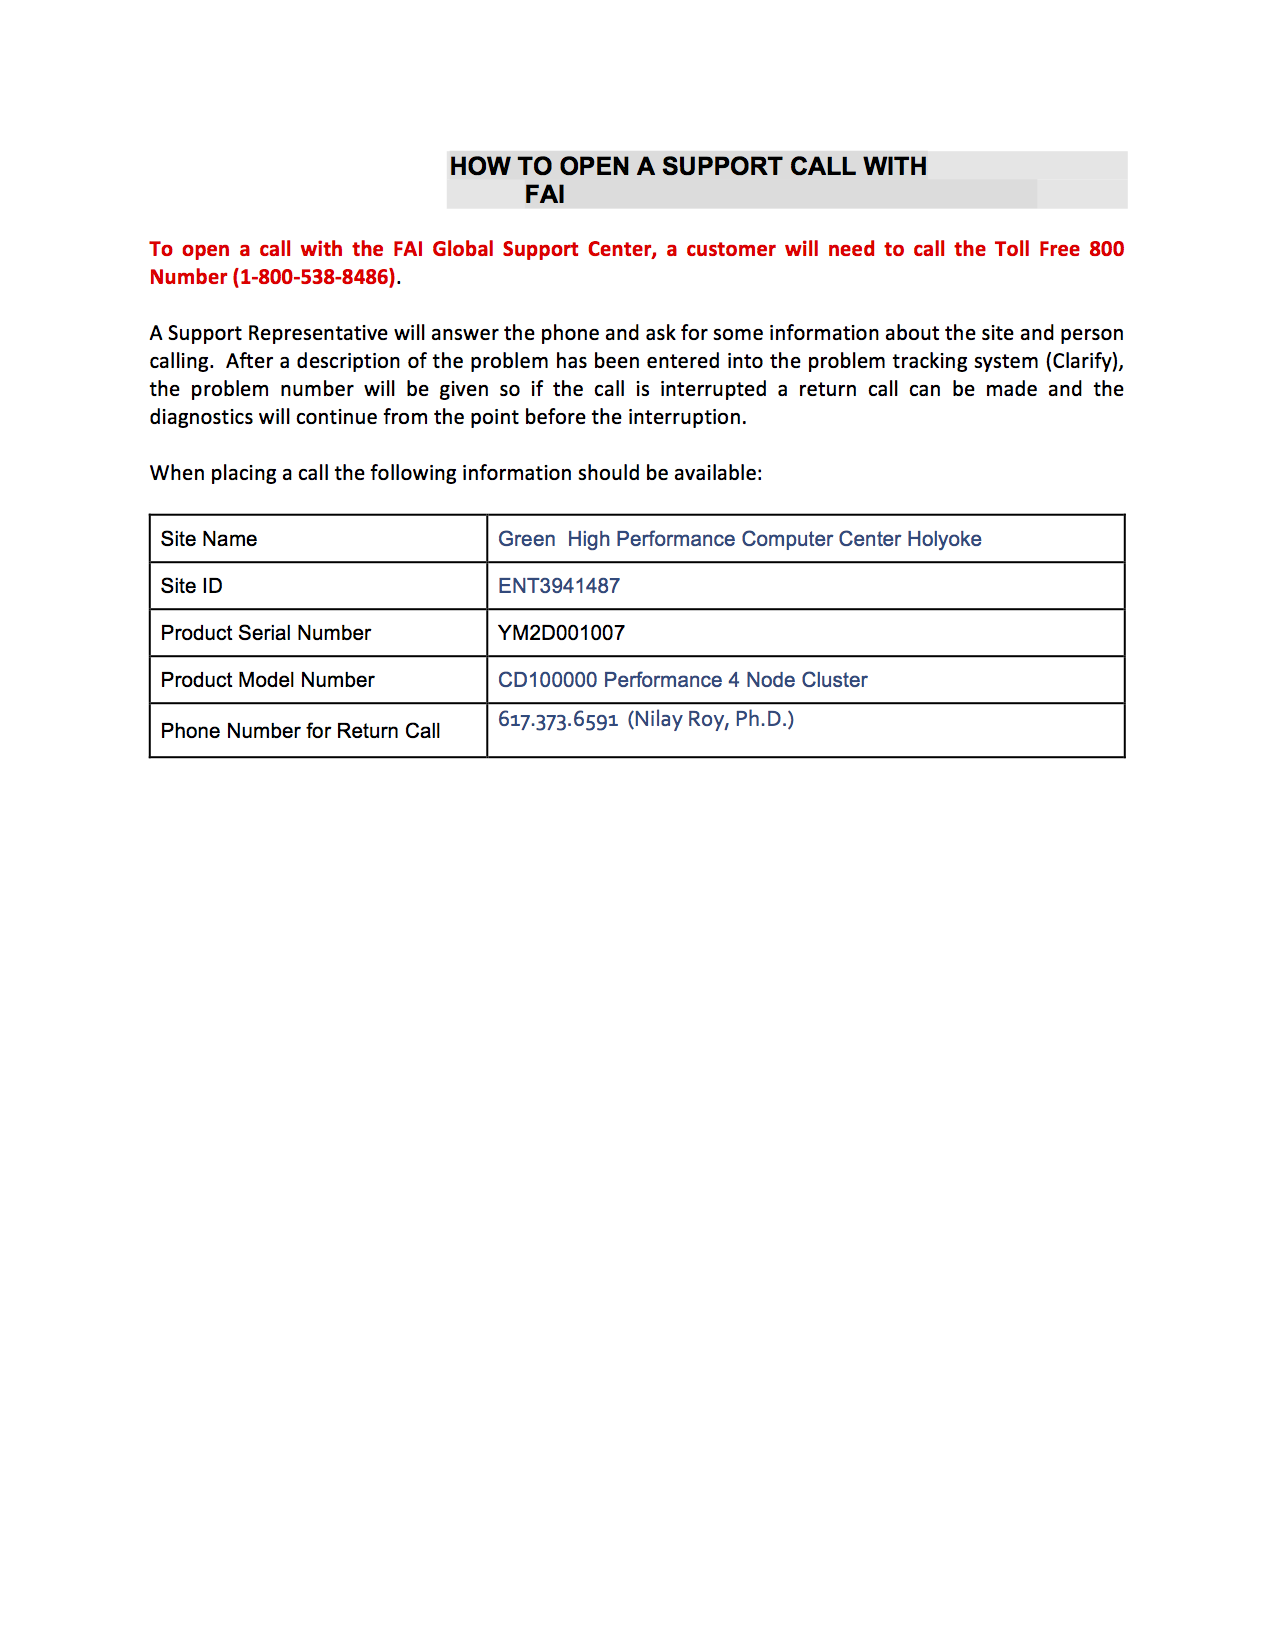 HOW TO OPEN A SUPPORT CALL WITH
FAI
To open a call with the FAI Global Support Center, a customer will need to call the Toll Free 800
Number (1-800-538-8486).
A Support Representative will answer the phone and ask for some information about the site and person
calling. After a description of the problem has been entered into the problem tracking system (Clarify),
the problem number will be given so if the call is interrupted a return call can be made and the
diagnostics will continue from the point before the interruption.
When placing a call the following information should be available:
Site Name Green High Performance Computer Center Holyoke
Site ID ENT3941487
Product Serial Number YM2D001007
Product Model Number CD100000 Performance 4 Node Cluster
Phone Number for Return Call 617.373.6591 (Nilay Roy, Ph.D.)